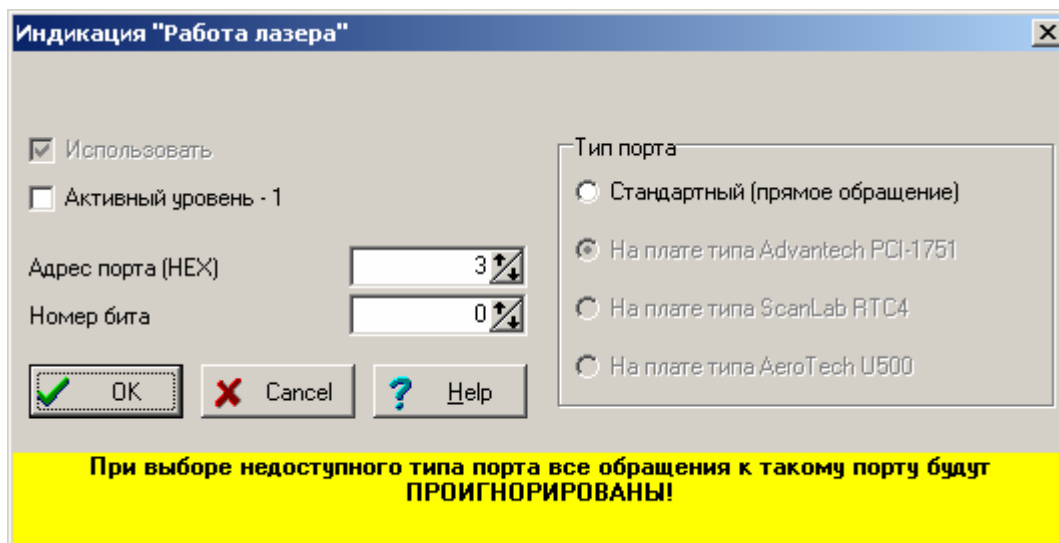 Индикация "Работа лазера"
Использовать
Активный уровень - 1
Адрес порта (HEX)
3
Номер бита
0
OK
Cancel
Help
Тип порта
Стандартный (прямое обращение)
На плате типа Advantech PCI-1751
На плате типа ScanLab RTC4
На плате типа AeroTech U500
При выборе недоступного типа порта все обращения к такому порту будут
ПРОИГНОРИРОВАНЫ!